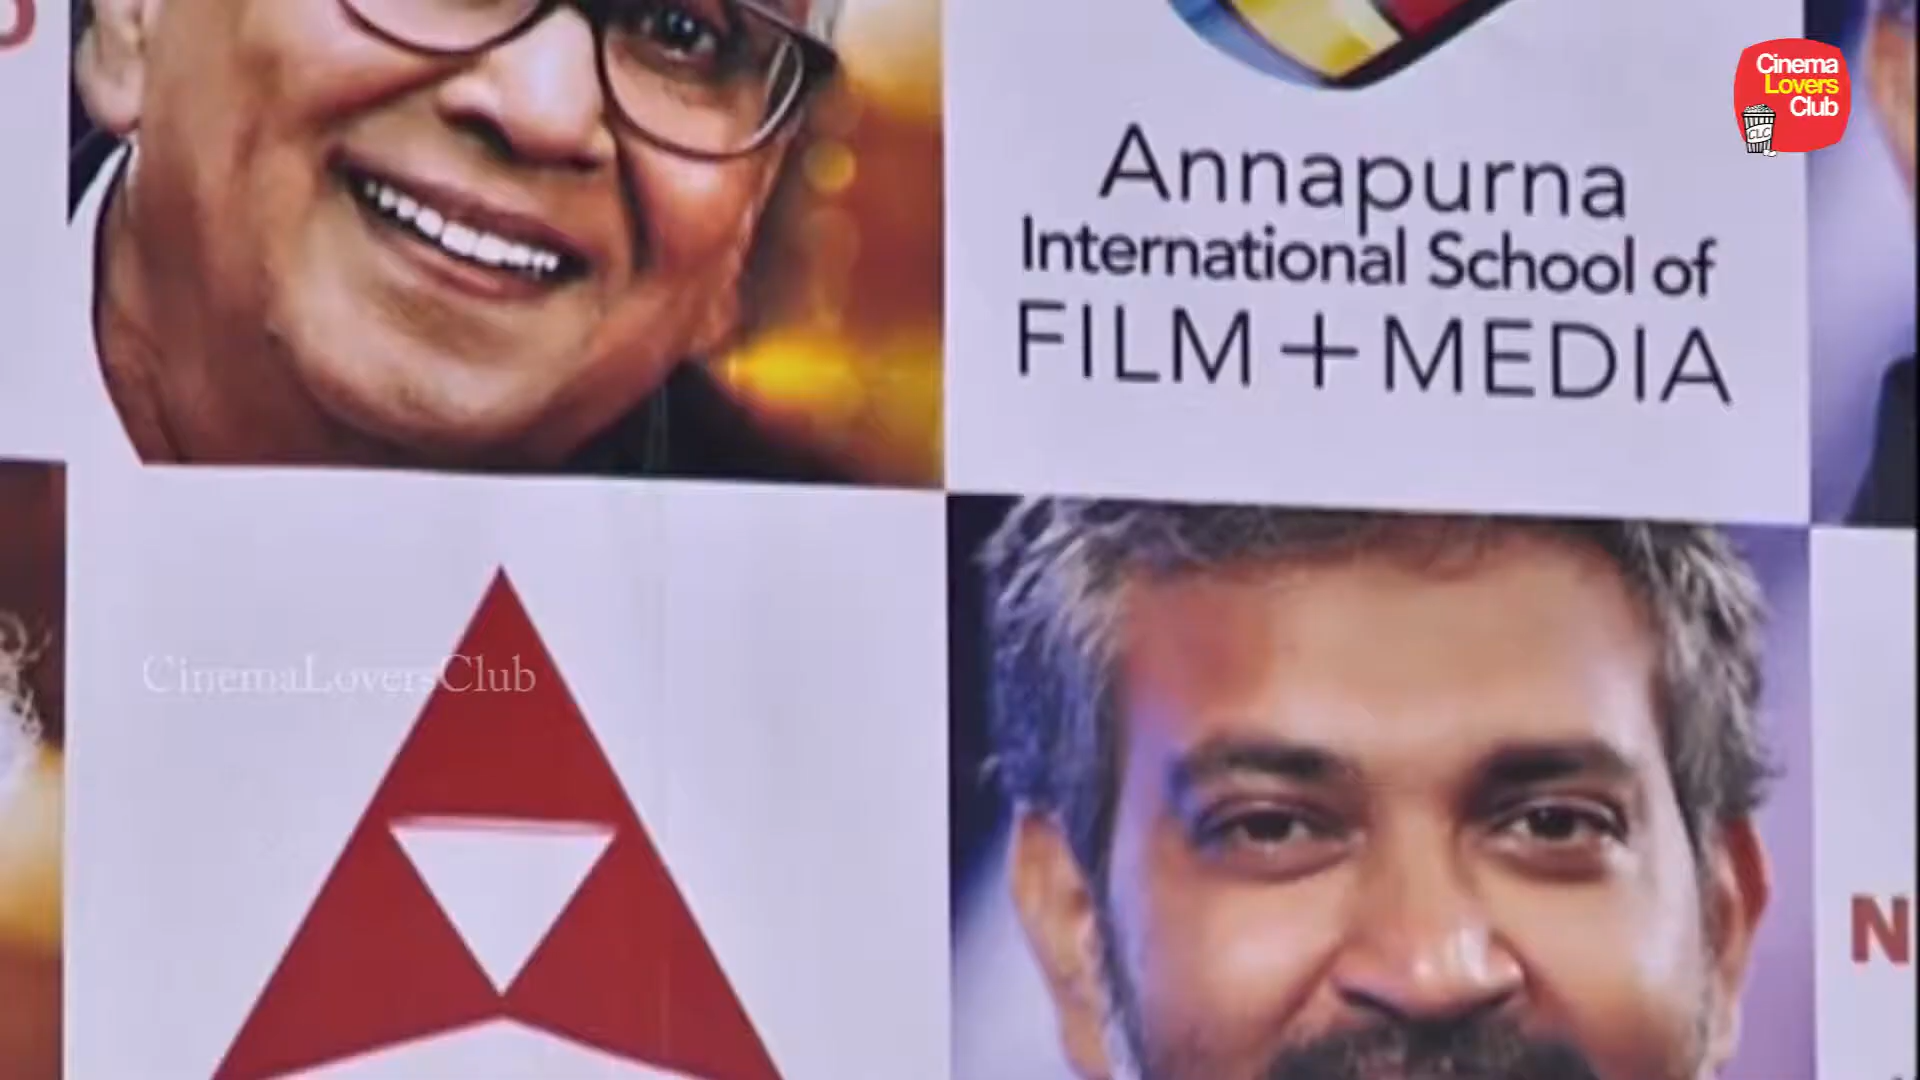 Cinema
Lovers
Club
CLC
Annapurna
International School of
FILM + MEDIA
CinemaLoversClub
N